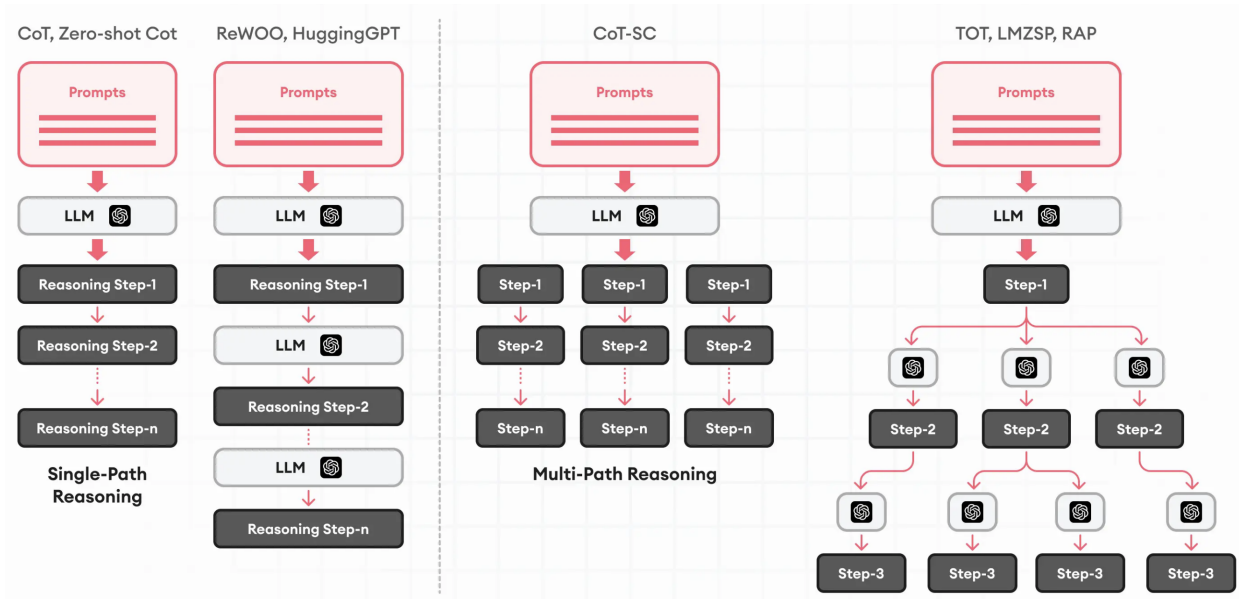 CoT, Zero-shot Cot
Prompts
LLM
Reasoning Step-1
Reasoning Step-2
Reasoning Step-n
Single-Path
Reasoning
ReWOO, HuggingGPT
Prompts
LLM
Reasoning Step-1
LLM
Reasoning Step-2
LLM
Reasoning Step-n
CoT-SC
Prompts
LLM
Step-1 Step-1 Step-1
Step-2 Step-2 Step-2
Step-n Step-n Step-n
Multi-Path Reasoning
TOT, LMZSP, RAP
Prompts
LLM
Step-1
Step-2 Step-2 Step-2
Step-3 Step-3 Step-3 Step-3